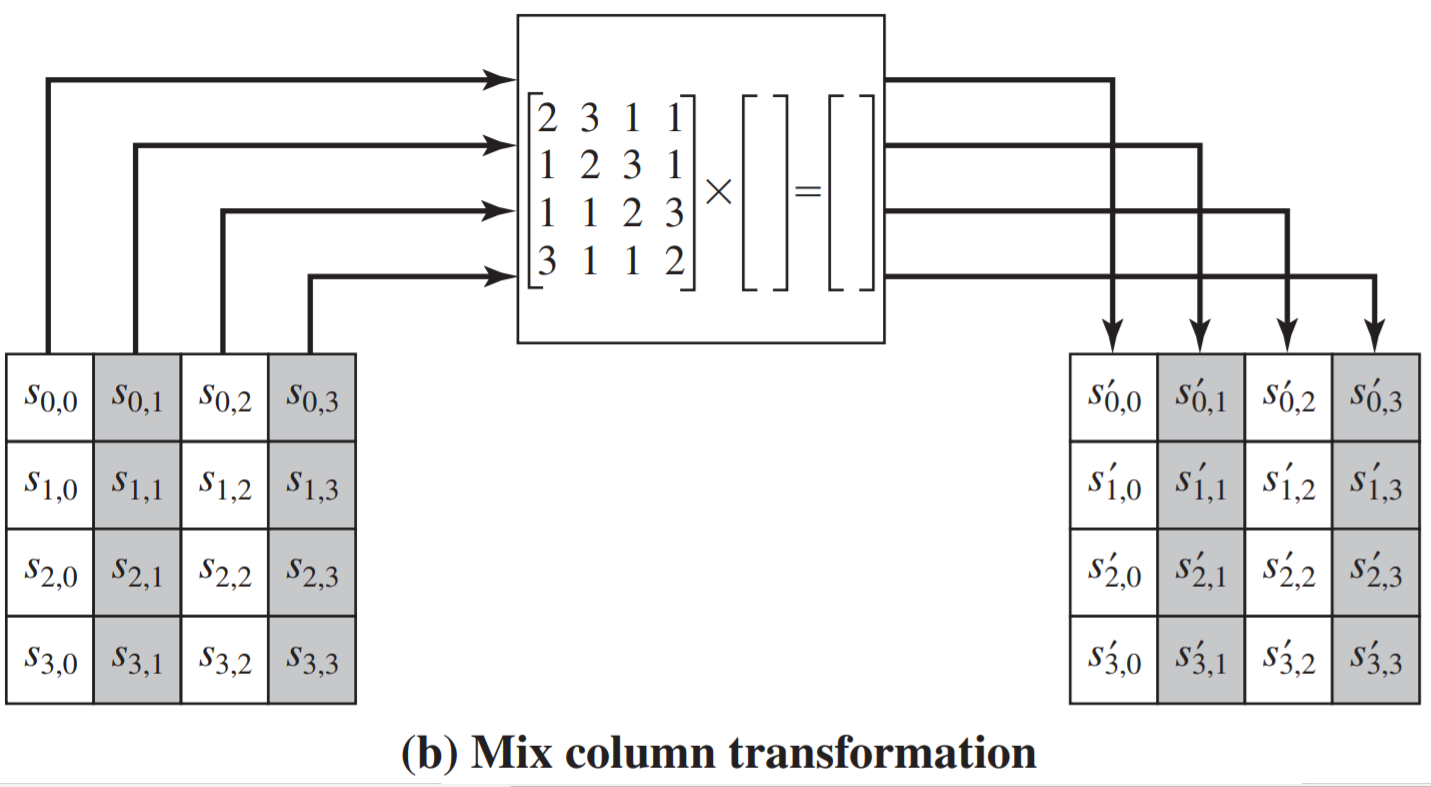 2 3 1 1
1 2 3 1
1 1 2 3
3 1 1 2
× =
s0,0 s0,1 s0,2 s0,3
s1,0 s1,1 s1,2 s1,3
s2,0 s2,1 s2,2 s2,3
s3,0 s3,1 s3,2 s3,3
s′0,0 s′0,1 s′0,2 s′0,3
s′1,0 s′1,1 s′1,2 s′1,3
s′2,0 s′2,1 s′2,2 s′2,3
s′3,0 s′3,1 s′3,2 s′3,3
(b) Mix column transformation